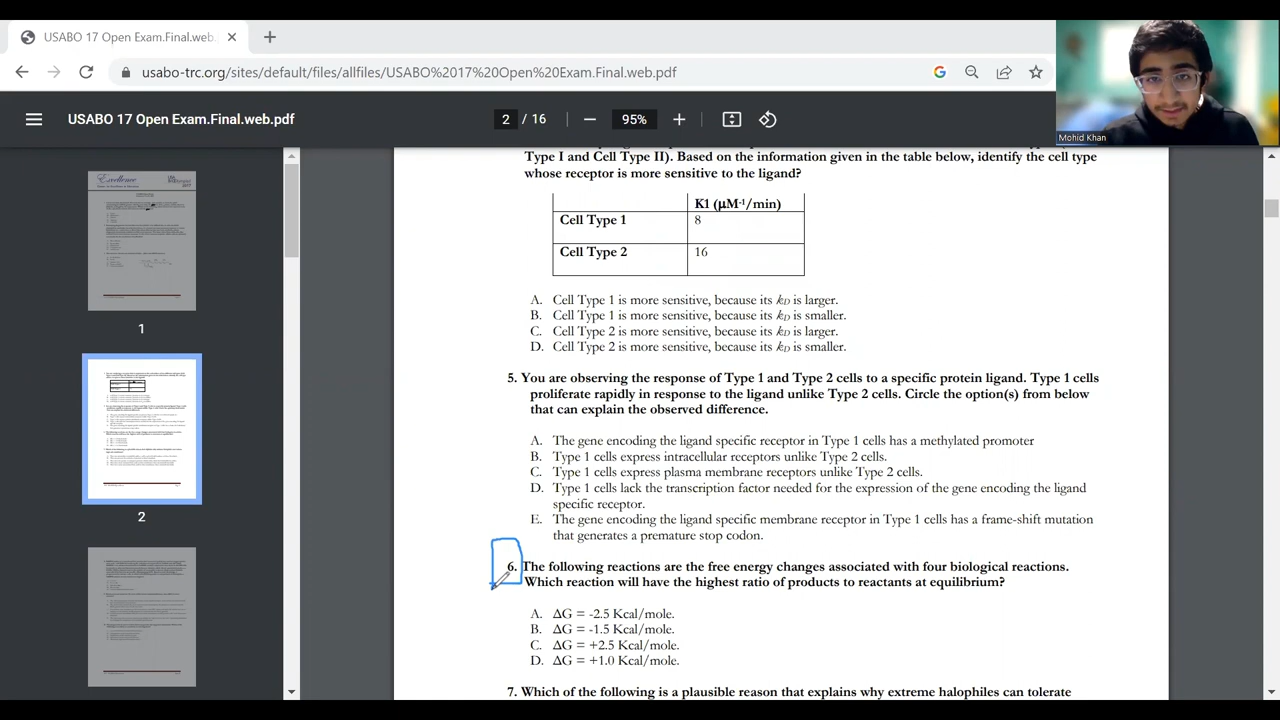 USABO 17 Open Exam.Final.web.
usabo-trc.org/sites/default/files/allfiles/USABO%2017%20Open%20Exam.Final.web.pdf
USABO 17 Open Exam.Final.web.pdf
2 / 16
95%
Mohid Khan
1
2
Type I and Cell Type II). Based on the information given in the table below, identify the cell type
whose receptor is more sensitive to the ligand?
K1 (µM-1/min)
Cell Type 1 8
Cell Type 2 16
A. Cell Type 1 is more sensitive, because its kD is larger.
B. Cell Type 1 is more sensitive, because its kD is smaller.
C. Cell Type 2 is more sensitive, because its kD is larger.
D. Cell Type 2 is more sensitive, because its kD is smaller.
5. You are observing the response of Type 1 and Type 2 cells to a specific protein ligand. Type 1 cells
proliferate rapidly in response to the ligand unlike Type 2 cells. Circle the option(s) from below
that can explain the observed difference.
A. The gene encoding the ligand specific receptor in Type 1 cells has a methylated promoter
B. Type 1 cells express intracellular receptors unlike Type 2 cells.
C. Type 1 cells express plasma membrane receptors unlike Type 2 cells.
D. Type 1 cells lack the transcription factor needed for the expression of the gene encoding the ligand
specific receptor.
E. The gene encoding the ligand specific membrane receptor in Type 1 cells has a frame-shift mutation
that generates a premature stop codon.
6. The following reactions are the free energy changes associated with four biological reactions.
Which reaction will have the highest ratio of products to reactants at equilibrium?
A. ΔG = -2.5 Kcal/mole.
B. ΔG = -1.5 Kcal/mole.
C. ΔG = +2.5 Kcal/mole.
D. ΔG = +1.0 Kcal/mole.
7. Which of the following is a plausible reason that explains why extreme halophiles can tolerate